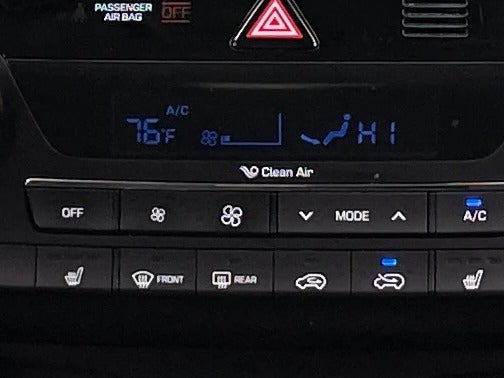 PASSENGER
AIR BAG OFF
A/C
76°F HI
Clean Air
OFF MODE A/C
FRONT REAR